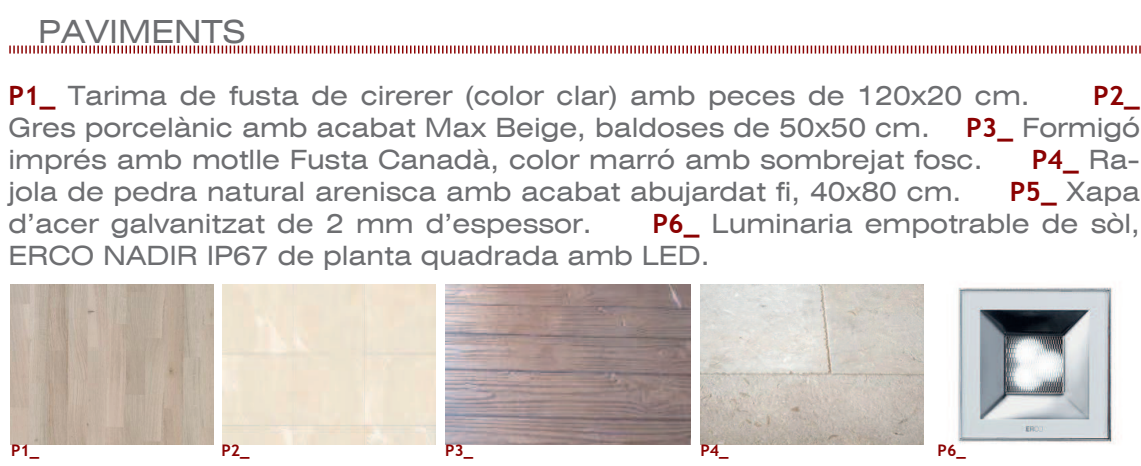 PAVIMENTS
P1_ Tarima de fusta de cirerer (color clar) amb peces de 120x20 cm. P2_
Gres porcelànic amb acabat Max Beige, baldoses de 50x50 cm. P3_ Formigó
imprés amb motlle Fusta Canadà, color marró amb sombrejat fosc. P4_ Ra-
jola de pedra natural arenisca amb acabat abujardat fi, 40x80 cm. P5_ Xapa
d'acer galvanitzat de 2 mm d'espessor. P6_ Luminaria empotrable de sòl,
ERCO NADIR IP67 de planta quadrada amb LED.
ERCO
P1_ P2_ P3_ P4_ P6_